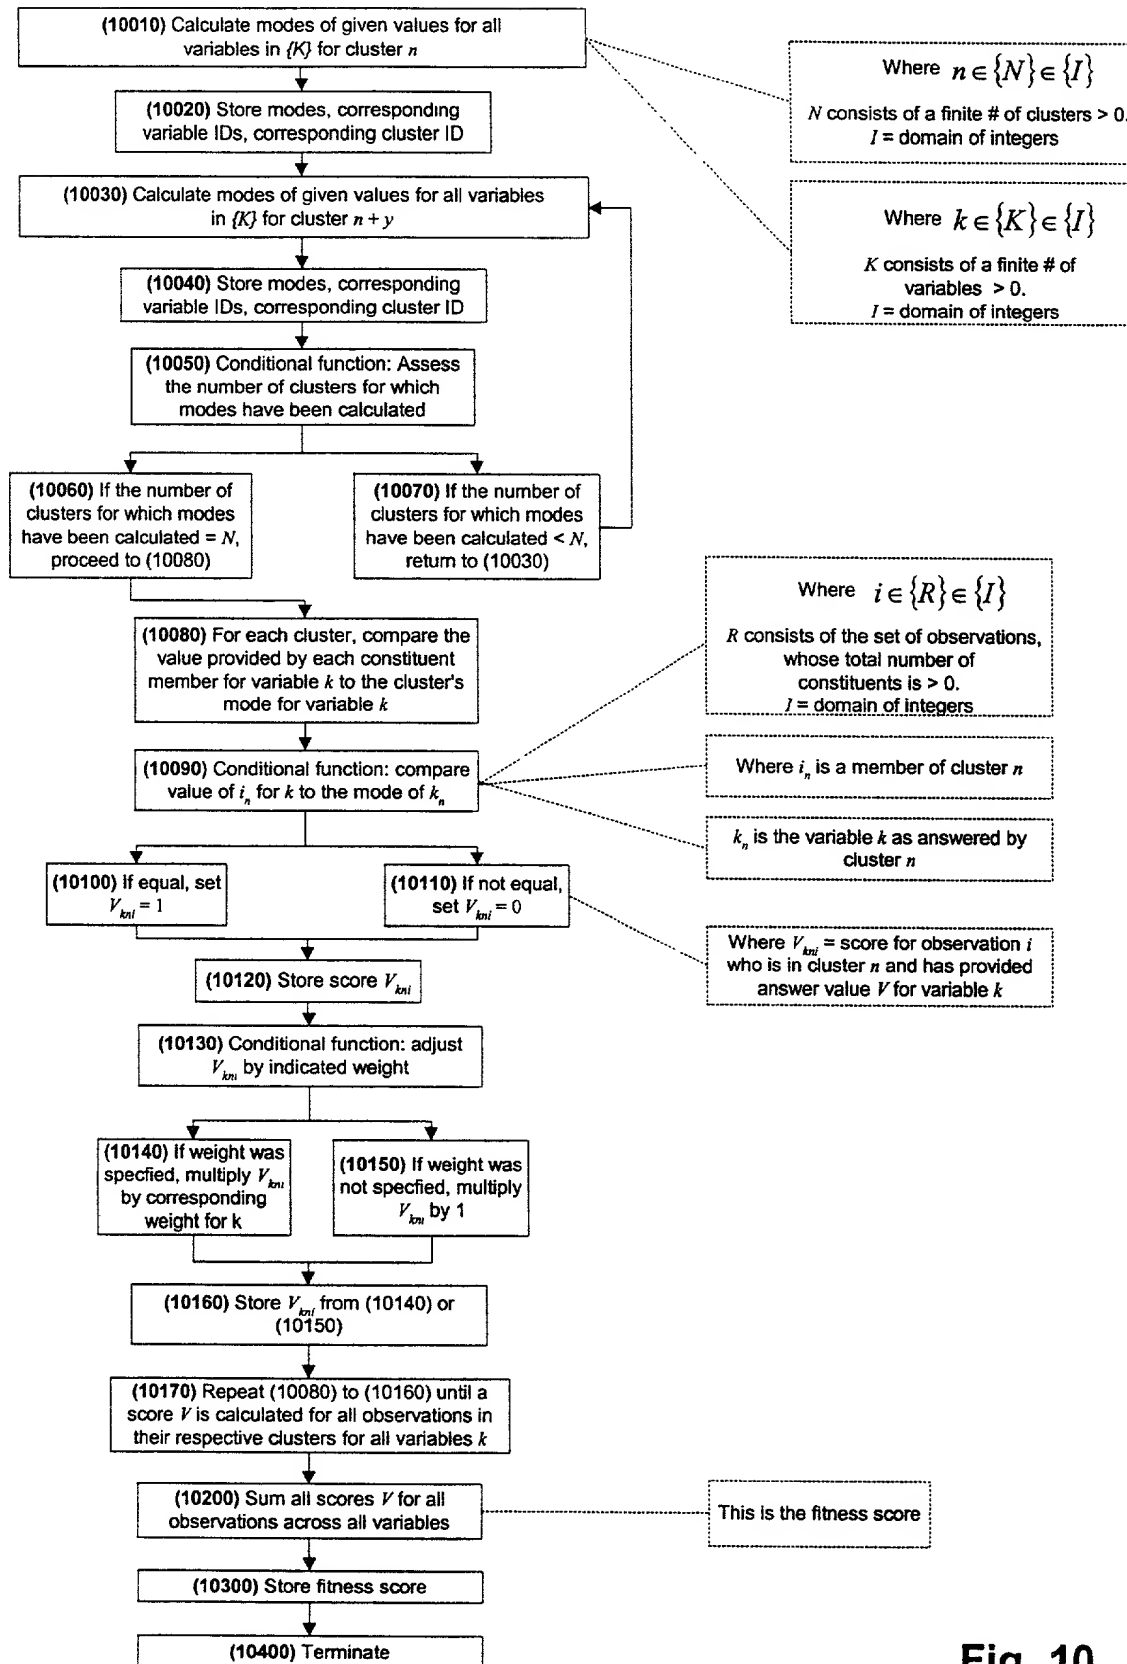 (10010) Calculate modes of given values for all
variables in {K} for cluster n
Where n ∈ {N} ∈ {I}
N consists of a finite # of clusters > 0.
I = domain of integers
(10020) Store modes, corresponding
variable IDs, corresponding cluster ID
(10030) Calculate modes of given values for all variables
in {K} for cluster n + y
Where k ∈ {K} ∈ {I}
K consists of a finite # of
variables > 0.
I = domain of integers
(10040) Store modes, corresponding
variable IDs, corresponding cluster ID
(10050) Conditional function: Assess
the number of clusters for which
modes have been calculated
(10060) If the number of
clusters for which modes
have been calculated = N,
proceed to (10080)
(10070) If the number of
clusters for which modes
have been calculated < N,
return to (10030)
Where i ∈ {R} ∈ {I}
R consists of the set of observations,
whose total number of
constituents is > 0.
I = domain of integers
(10080) For each cluster, compare the
value provided by each constituent
member for variable k to the cluster's
mode for variable k
(10090) Conditional function: compare
value of i_n for k to the mode of k_n
Where i_n is a member of cluster n
k_n is the variable k as answered by
cluster n
(10100) If equal, set
V_kni = 1
(10110) If not equal,
set V_kni = 0
Where V_kni = score for observation i
who is in cluster n and has provided
answer value V for variable k
(10120) Store score V_kni
(10130) Conditional function: adjust
V_kni by indicated weight
(10140) If weight was
specfied, multiply V_kni
by corresponding
weight for k
(10150) If weight was
not specfied, multiply
V_kni by 1
(10160) Store V_kni from (10140) or
(10150)
(10170) Repeat (10080) to (10160) until a
score V is calculated for all observations in
their respective clusters for all variables k
(10200) Sum all scores V for all
observations across all variables
This is the fitness score
(10300) Store fitness score
(10400) Terminate
Fig. 10